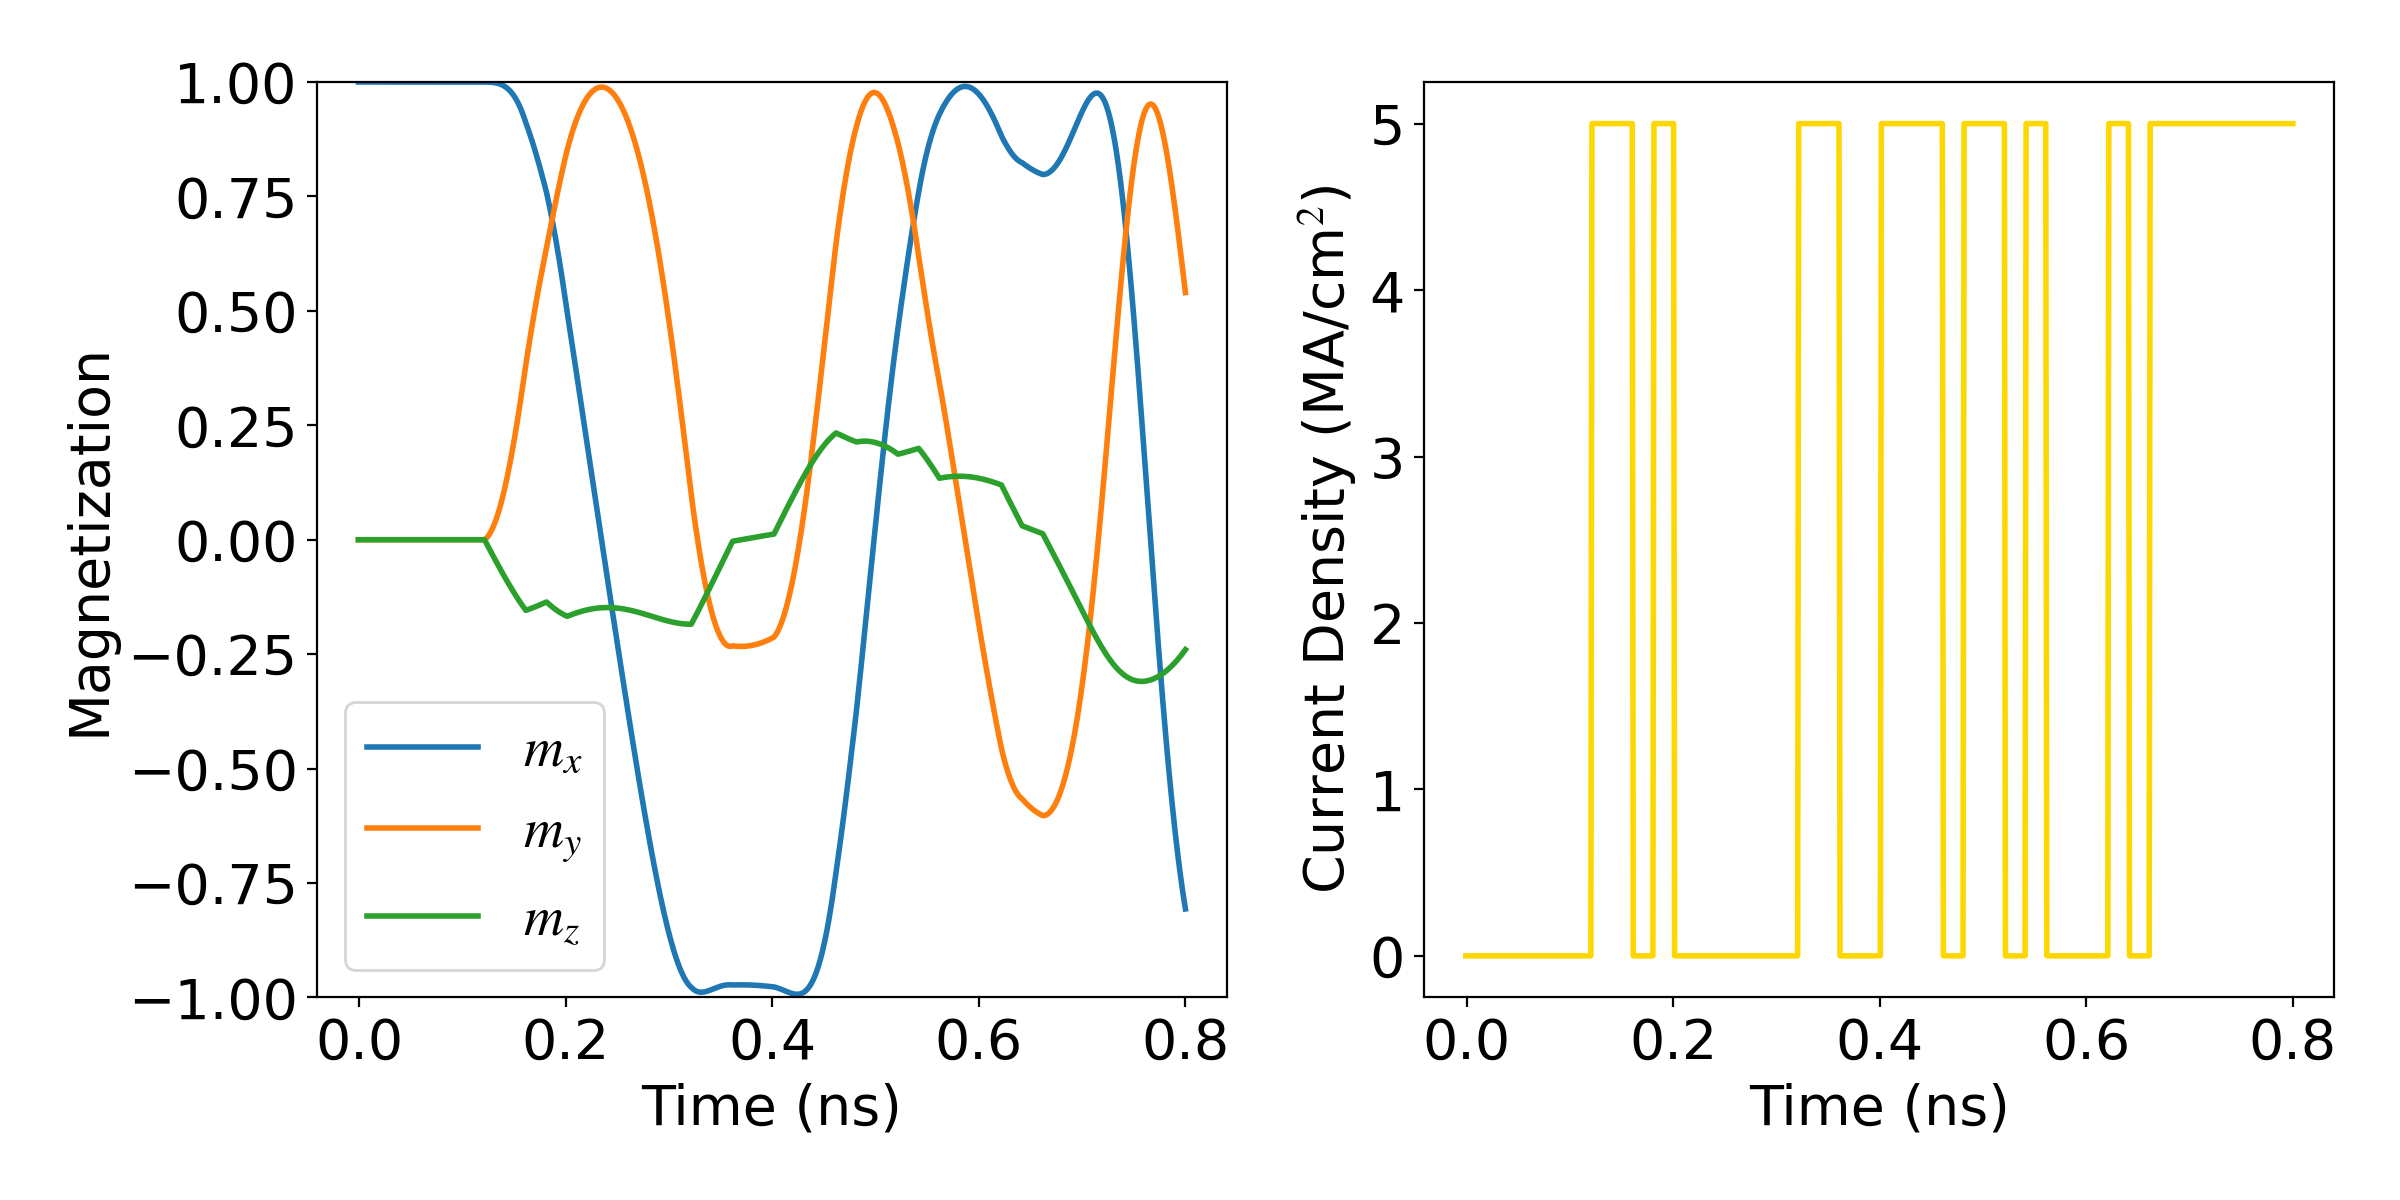 1.00
0.75
0.50
0.25
0.00
−0.25
−0.50
−0.75
−1.00
Magnetization
m_x
m_y
m_z
0.0 0.2 0.4 0.6 0.8
Time (ns)
5
4
3
2
1
0
Current Density (MA/cm²)
0.0 0.2 0.4 0.6 0.8
Time (ns)